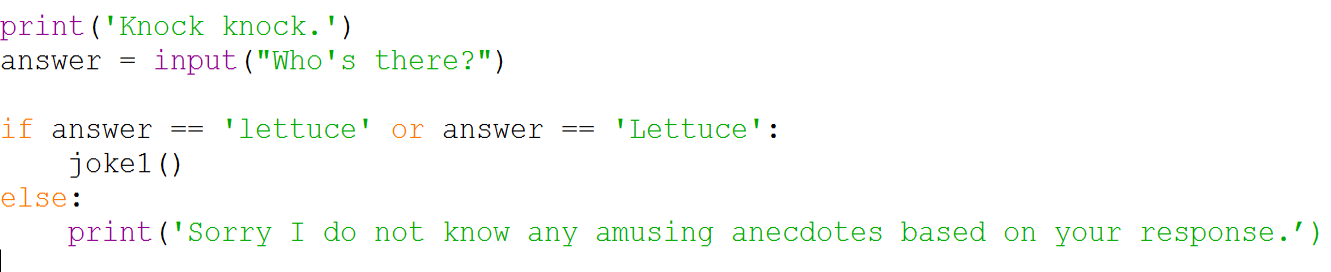 print('Knock knock.')
answer = input("Who's there?")
if answer == 'lettuce' or answer == 'Lettuce':
joke1()
else:
print('Sorry I do not know any amusing anecdotes based on your response.’)